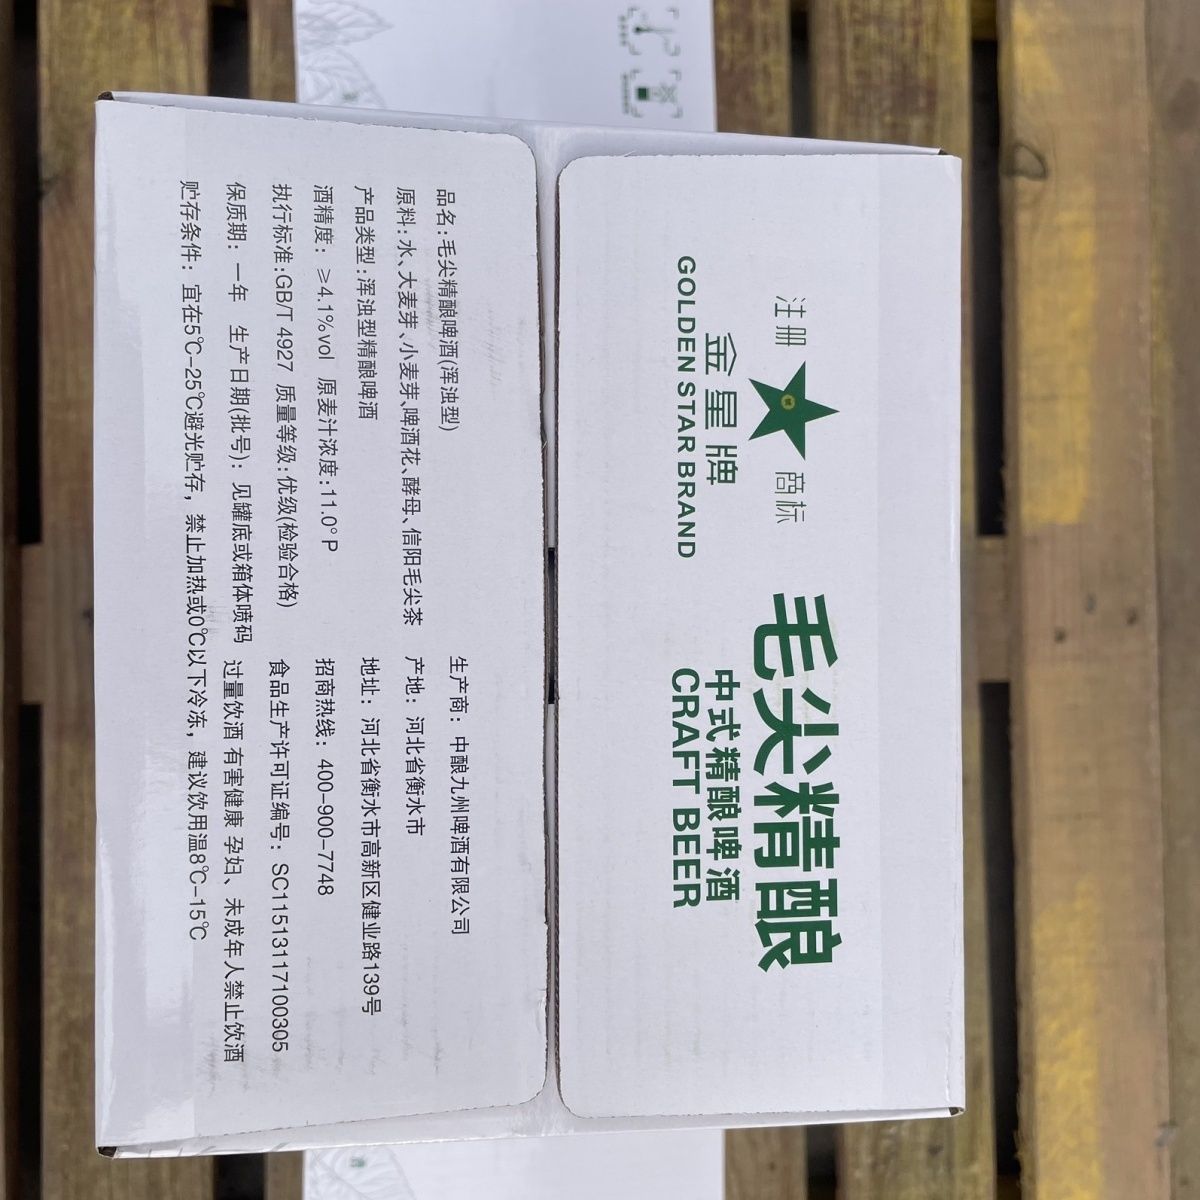 注册 商标
金星牌
GOLDEN STAR BRAND
毛尖精酿
中式精酿啤酒
CRAFT BEER
品名:毛尖精酿啤酒(浑浊型)
原料:水、大麦芽、小麦芽、啤酒花、酵母、信阳毛尖茶
产品类型:浑浊型精酿啤酒
酒精度: ≥4.1%vol 原麦汁浓度:11.0°P
执行标准:GB/T 4927 质量等级:优级(检验合格)
保质期: 一年 生产日期(批号): 见罐底或箱体喷码
贮存条件: 宜在5℃-25℃避光贮存, 禁止加热或0℃以下冷冻, 建议饮用温8℃-15℃
生产商: 中酿九州啤酒有限公司
产地: 河北省衡水市
地址: 河北省衡水市高新区健业路139号
招商热线: 400-900-7748
食品生产许可证编号: SC11513117100305
过量饮酒 有害健康 孕妇、未成年人禁止饮酒